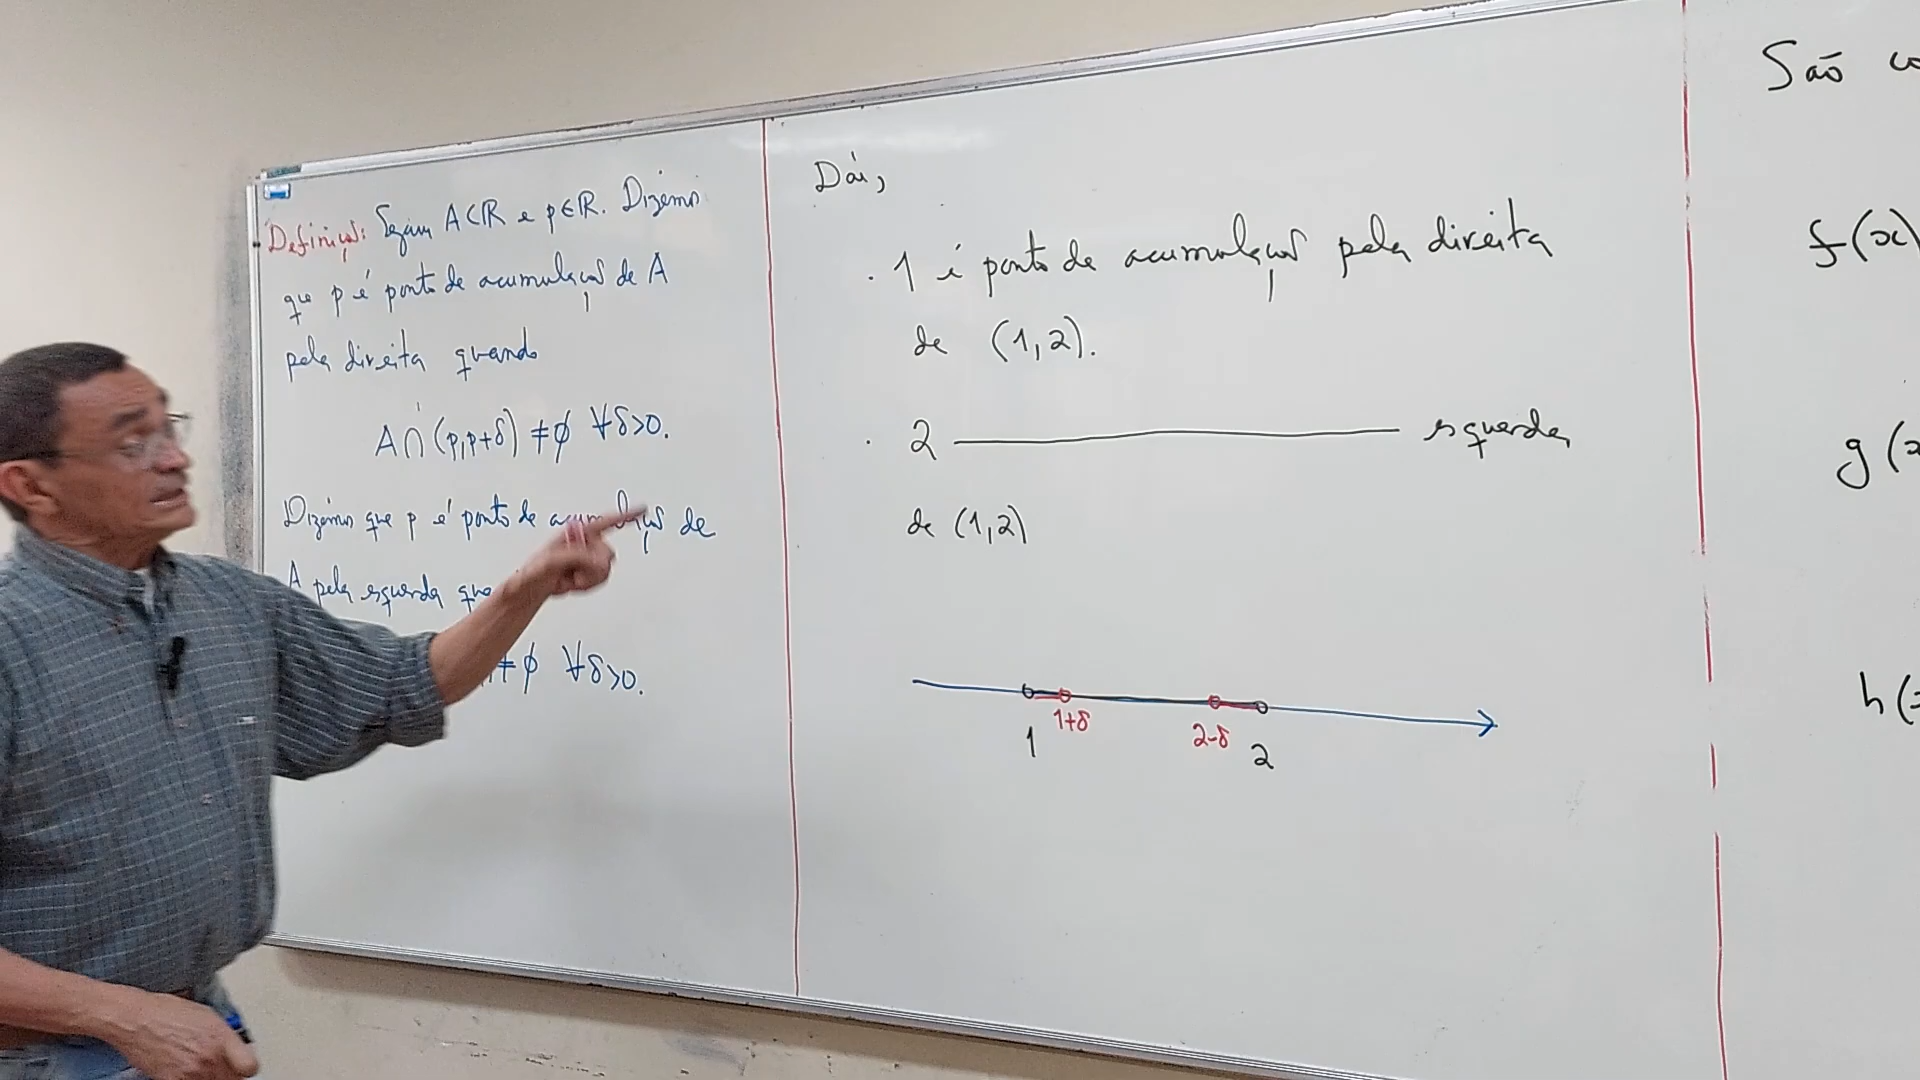 Definição: Sejam A⊂ℝ e p∈ℝ. Dizemos
que p é ponto de acumulação de A
pela direita quando
A∩(p,p+δ) ≠ ∅ ∀δ>0.
Dizemos que p é ponto de acumulação de
A pela esquerda qua
≠ ∅ ∀δ>0.
Daí,
. 1 é ponto de acumulação pela direita
de (1,2).
. 2 ———— esquerda
de (1,2)
1+δ 2-δ
1 2
São co
f(x)
g(x
h(x